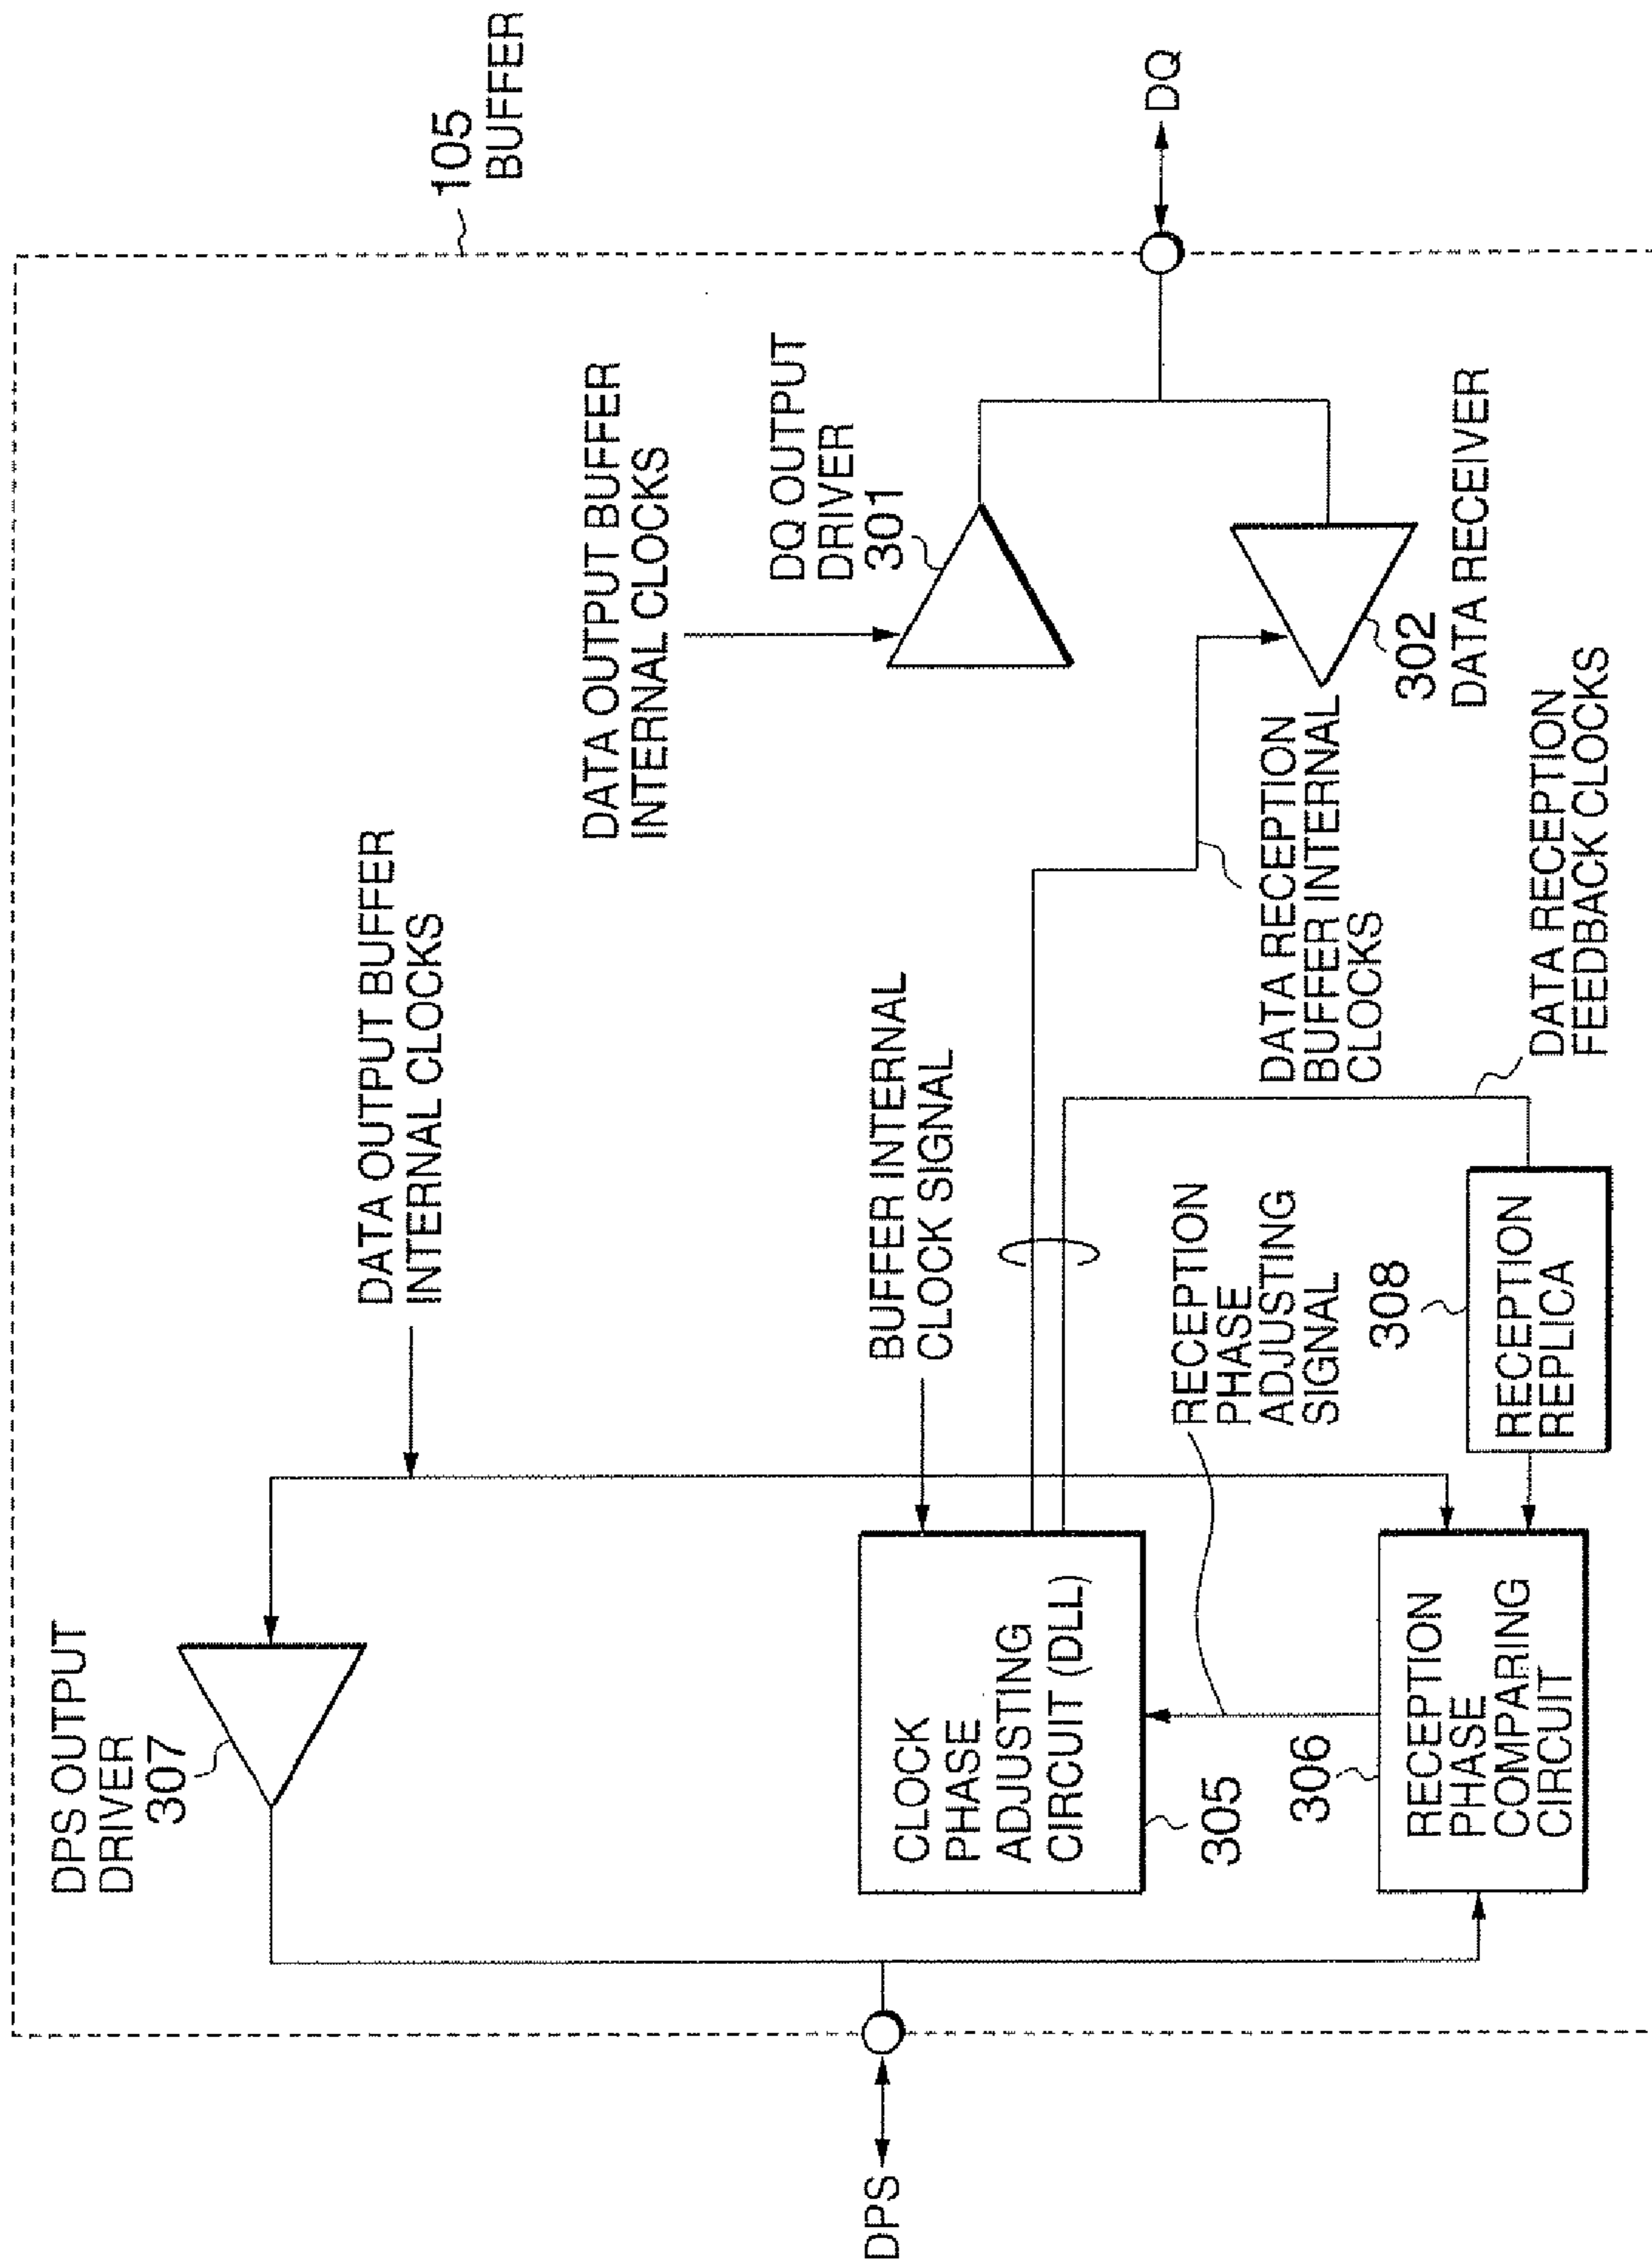 105
BUFFER
DPS OUTPUT
DRIVER
307
DATA OUTPUT BUFFER
INTERNAL CLOCKS
DATA OUTPUT BUFFER
INTERNAL CLOCKS
DQ OUTPUT
DRIVER
301
DPS
DQ
BUFFER INTERNAL
CLOCK SIGNAL
CLOCK
PHASE
ADJUSTING
CIRCUIT (DLL)
305
RECEPTION
PHASE
ADJUSTING
SIGNAL
DATA RECEPTION
BUFFER INTERNAL
CLOCKS
302
DATA RECEIVER
306
RECEPTION
PHASE
COMPARING
CIRCUIT
308
RECEPTION
REPLICA
DATA RECEPTION
FEEDBACK CLOCKS